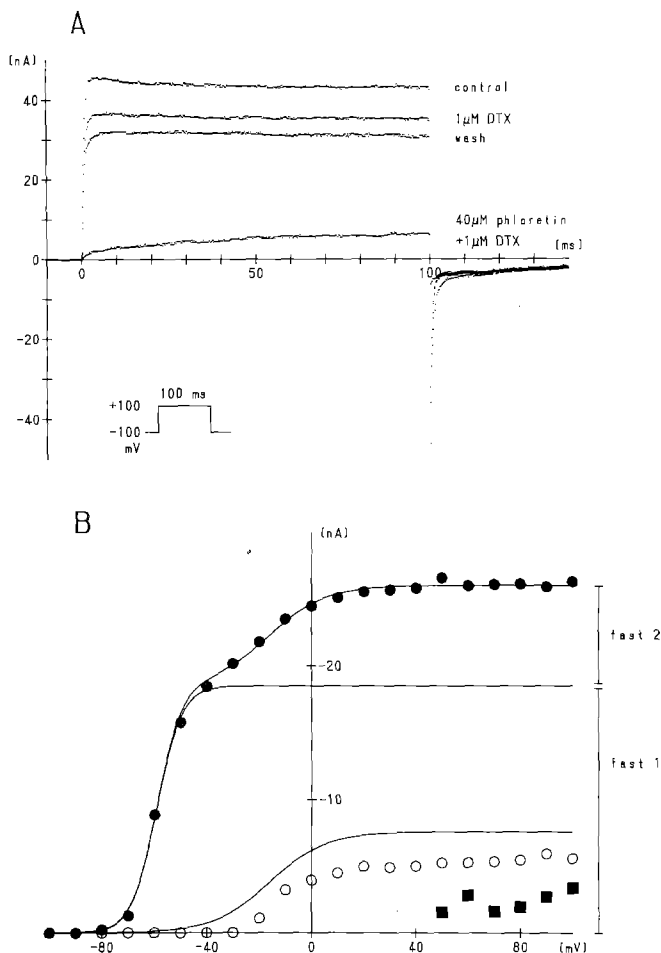 A
[nA]
40
control
1µM DTX
wash
20
40µM phloretin
+1µM DTX
[ms]
0
0
50
100
-20
100 ms
+100
-100
mV
-40
B
[nA]
fast 2
-20
fast 1
-10
-80
-40
0
40
80
(mV)